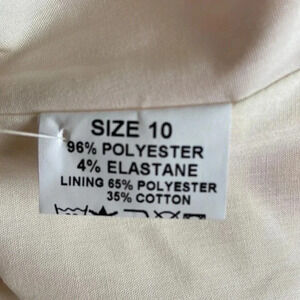 SIZE 10
96% POLYESTER
4% ELASTANE
LINING 65% POLYESTER
35% COTTON